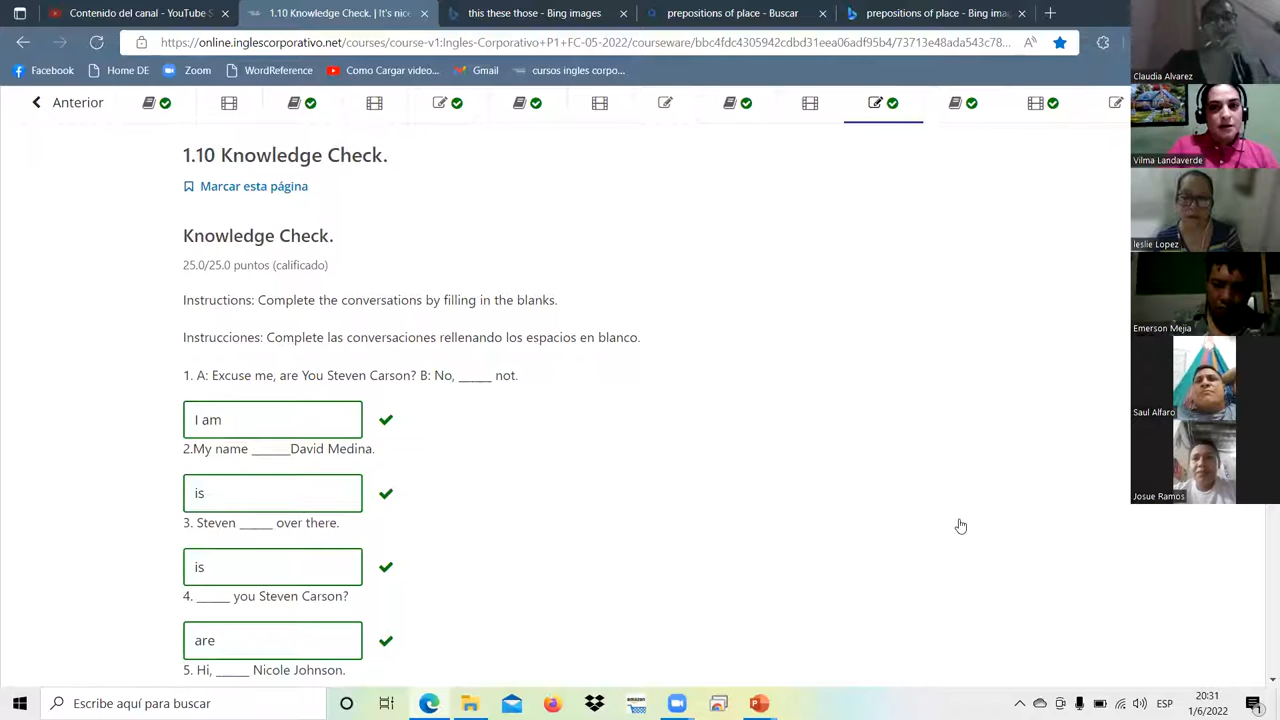 Contenido del canal - YouTube S
1.10 Knowledge Check. | It's nice
this these those - Bing images
prepositions of place - Buscar
prepositions of place - Bing imag
https://online.inglescorporativo.net/courses/course-v1:Ingles-Corporativo+P1+FC-05-2022/courseware/bbc4fdc4305942cdbd31eea06adf95b4/73713e48ada543c78...
Facebook
Home DE
Zoom
WordReference
Como Cargar video...
Gmail
cursos ingles corpo...
Anterior
1.10 Knowledge Check.
Marcar esta página
Knowledge Check.
25.0/25.0 puntos (calificado)
Instructions: Complete the conversations by filling in the blanks.
Instrucciones: Complete las conversaciones rellenando los espacios en blanco.
1. A: Excuse me, are You Steven Carson? B: No, _____ not.
I am
2.My name ______David Medina.
is
3. Steven _____ over there.
is
4. _____ you Steven Carson?
are
5. Hi, _____ Nicole Johnson.
Claudia Alvarez
Vilma Landaverde
leslie Lopez
Emerson Mejia
Saul Alfaro
Josue Ramos
Escribe aquí para buscar
amazon
ESP
20:31
1/6/2022
1